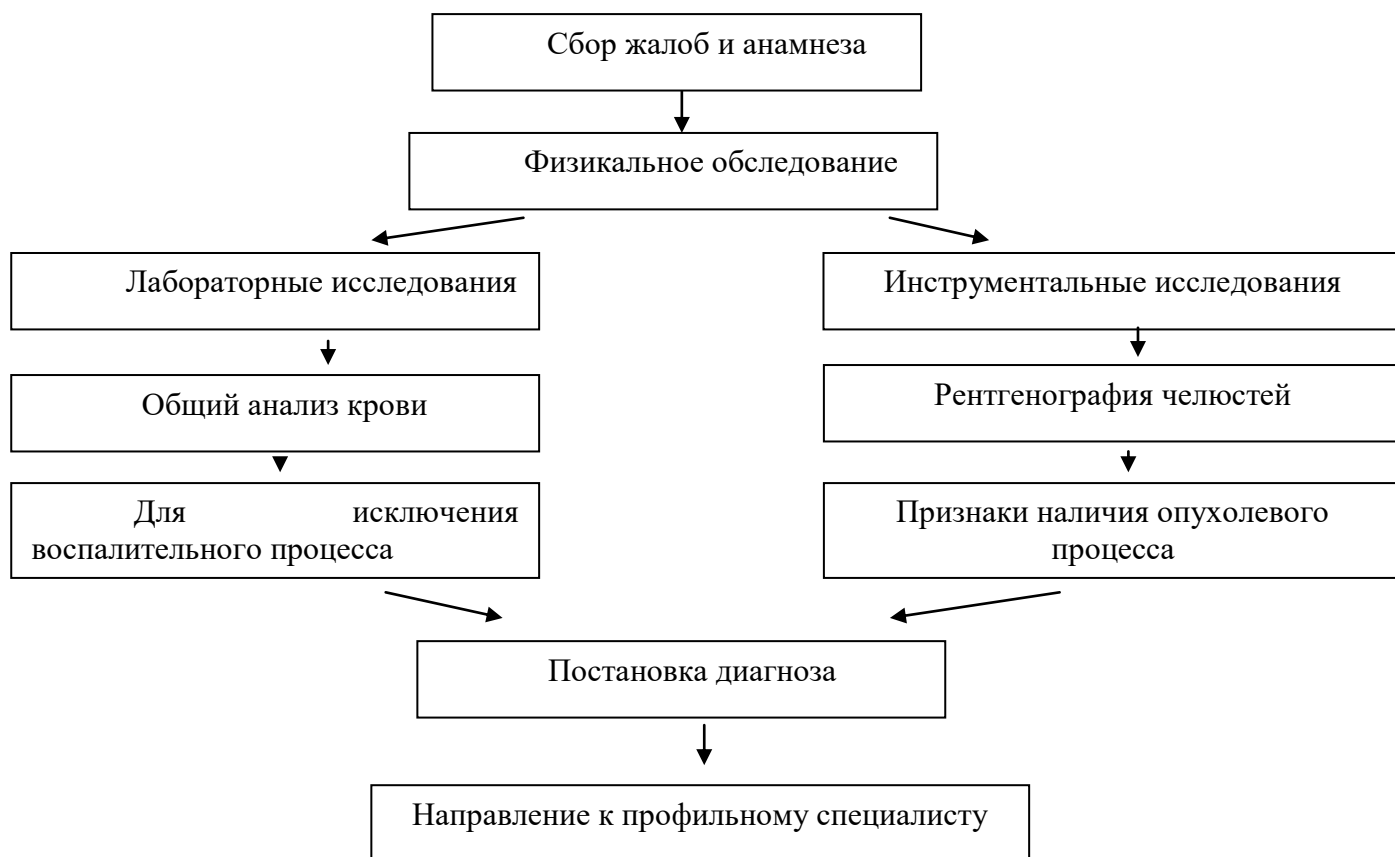 Сбор жалоб и анамнеза
Физикальное обследование
Лабораторные исследования
Инструментальные исследования
Общий анализ крови
Рентгенография челюстей
Для исключения
воспалительного процесса
Признаки наличия опухолевого
процесса
Постановка диагноза
Направление к профильному специалисту